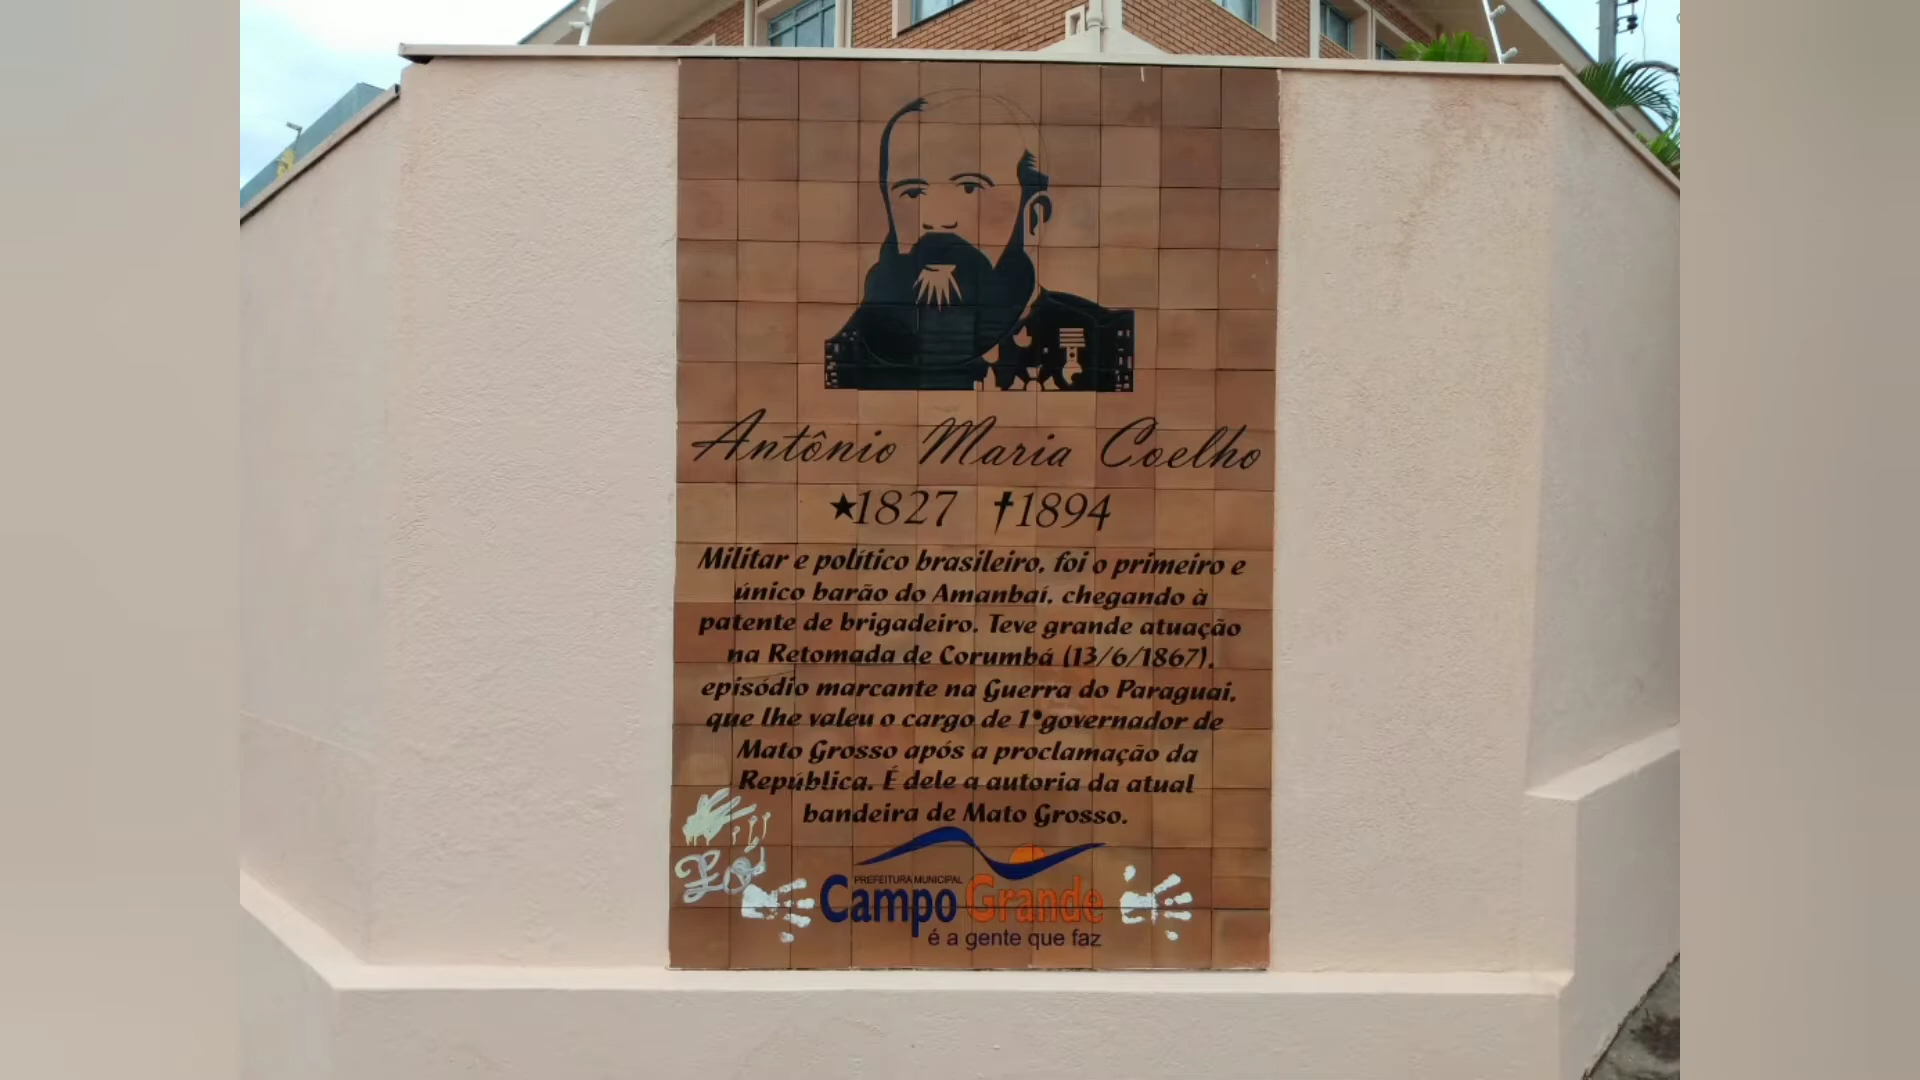 Antônio Maria Coelho
★1827 ✝1894
Militar e político brasileiro, foi o primeiro e
único barão do Amanbaí, chegando à
patente de brigadeiro. Teve grande atuação
na Retomada de Corumbá (13/6/1867),
episódio marcante na Guerra do Paraguai,
que lhe valeu o cargo de 1°governador de
Mato Grosso após a proclamação da
República. É dele a autoria da atual
bandeira de Mato Grosso.
PREFEITURA MUNICIPAL
Campo Grande
é a gente que faz